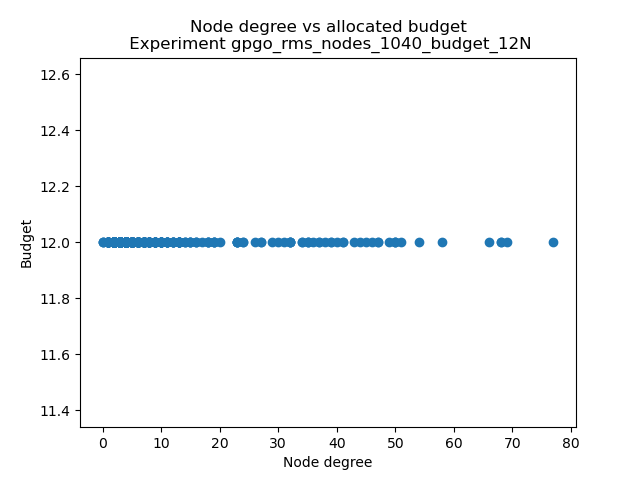 Node degree vs allocated budget
Experiment gpgo_rms_nodes_1040_budget_12N
12.6
12.4
12.2
12.0
11.8
11.6
11.4
Budget
0 10 20 30 40 50 60 70 80
Node degree